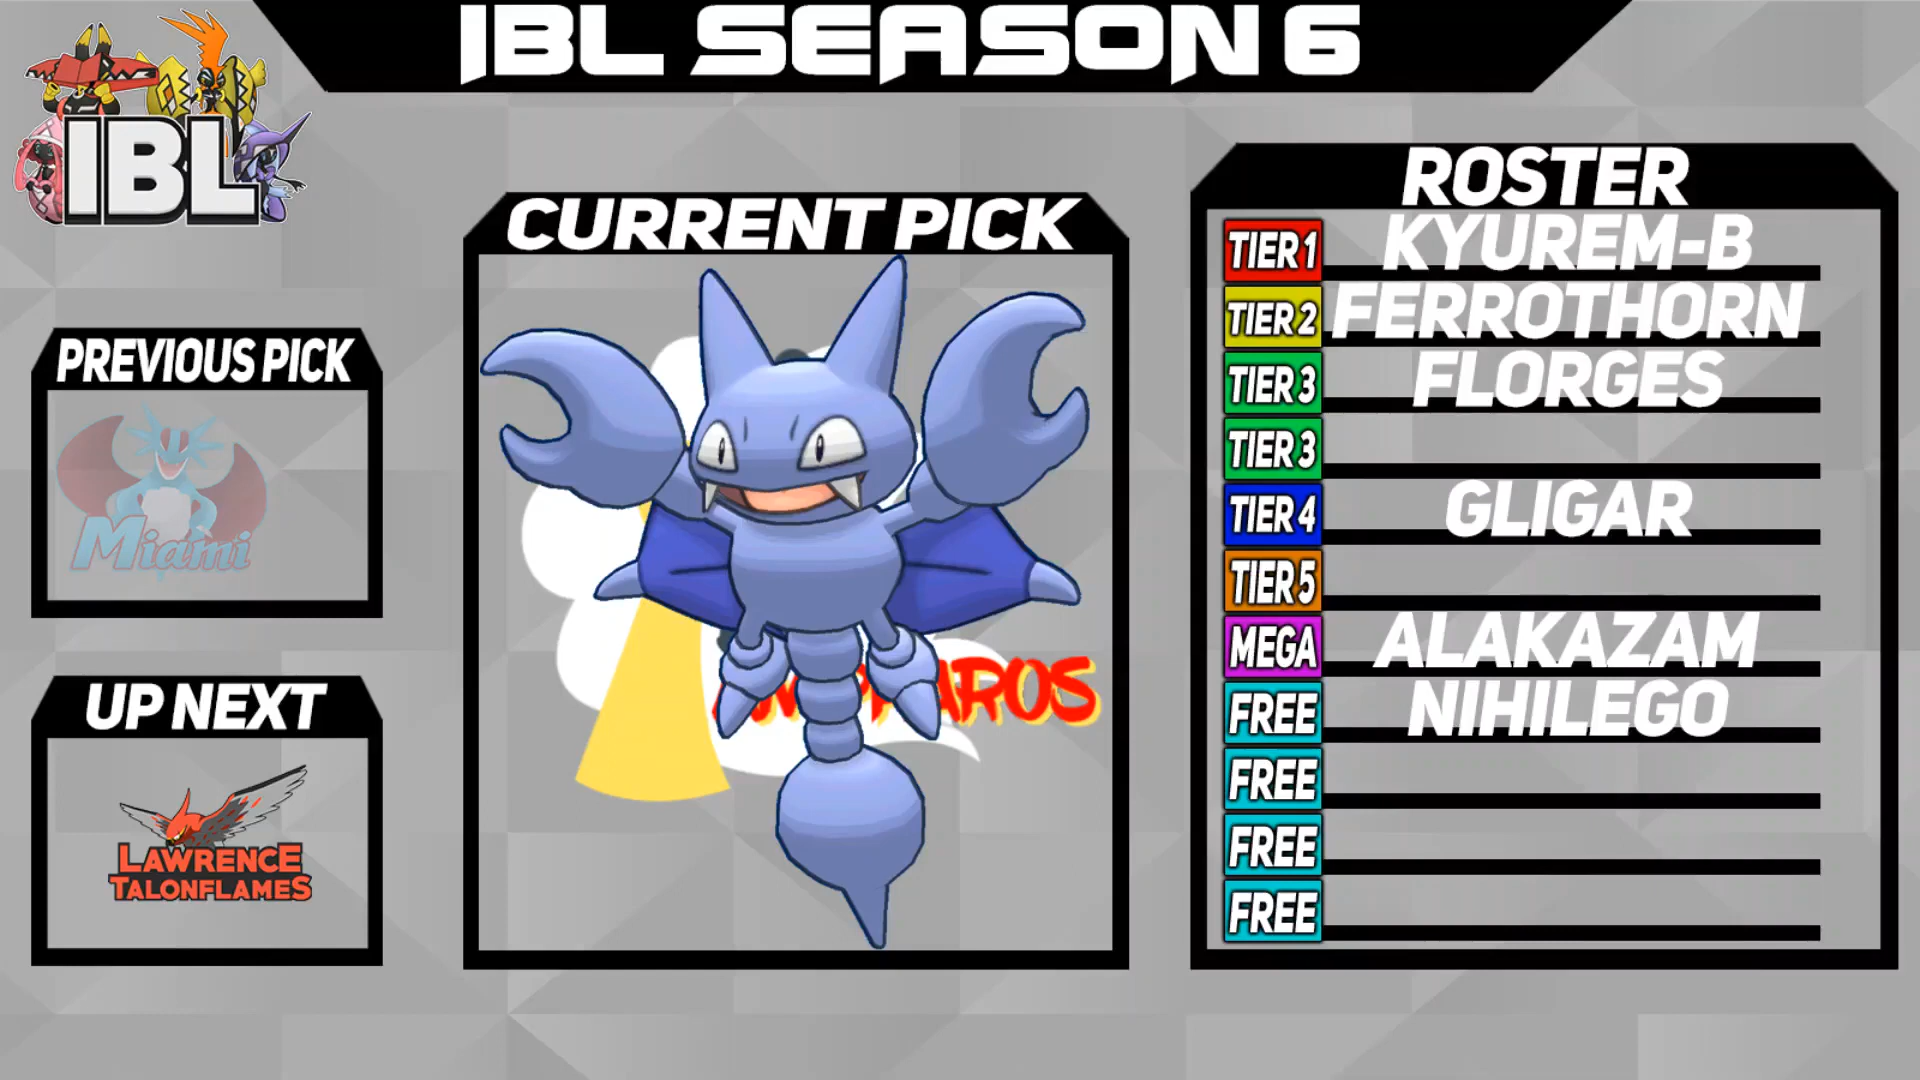 IBL SEASON 6
IBL
PREVIOUS PICK
Miami
UP NEXT
LAWRENCE
TALONFLAMES
CURRENT PICK
ROSTER
TIER 1 KYUREM-B
TIER 2 FERROTHORN
TIER 3 FLORGES
TIER 3
TIER 4 GLIGAR
TIER 5
MEGA ALAKAZAM
FREE NIHILEGO
FREE
FREE
FREE